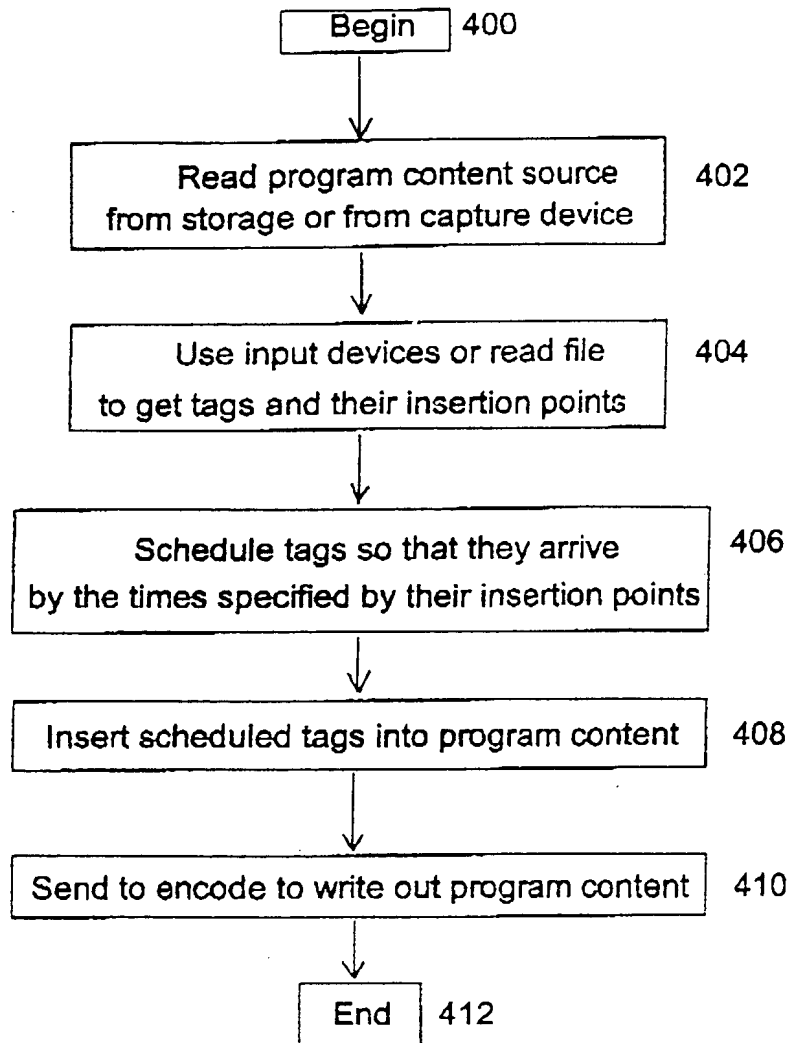 Begin 400
Read program content source 402
from storage or from capture device
Use input devices or read file 404
to get tags and their insertion points
Schedule tags so that they arrive 406
by the times specified by their insertion points
Insert scheduled tags into program content 408
Send to encode to write out program content 410
End 412